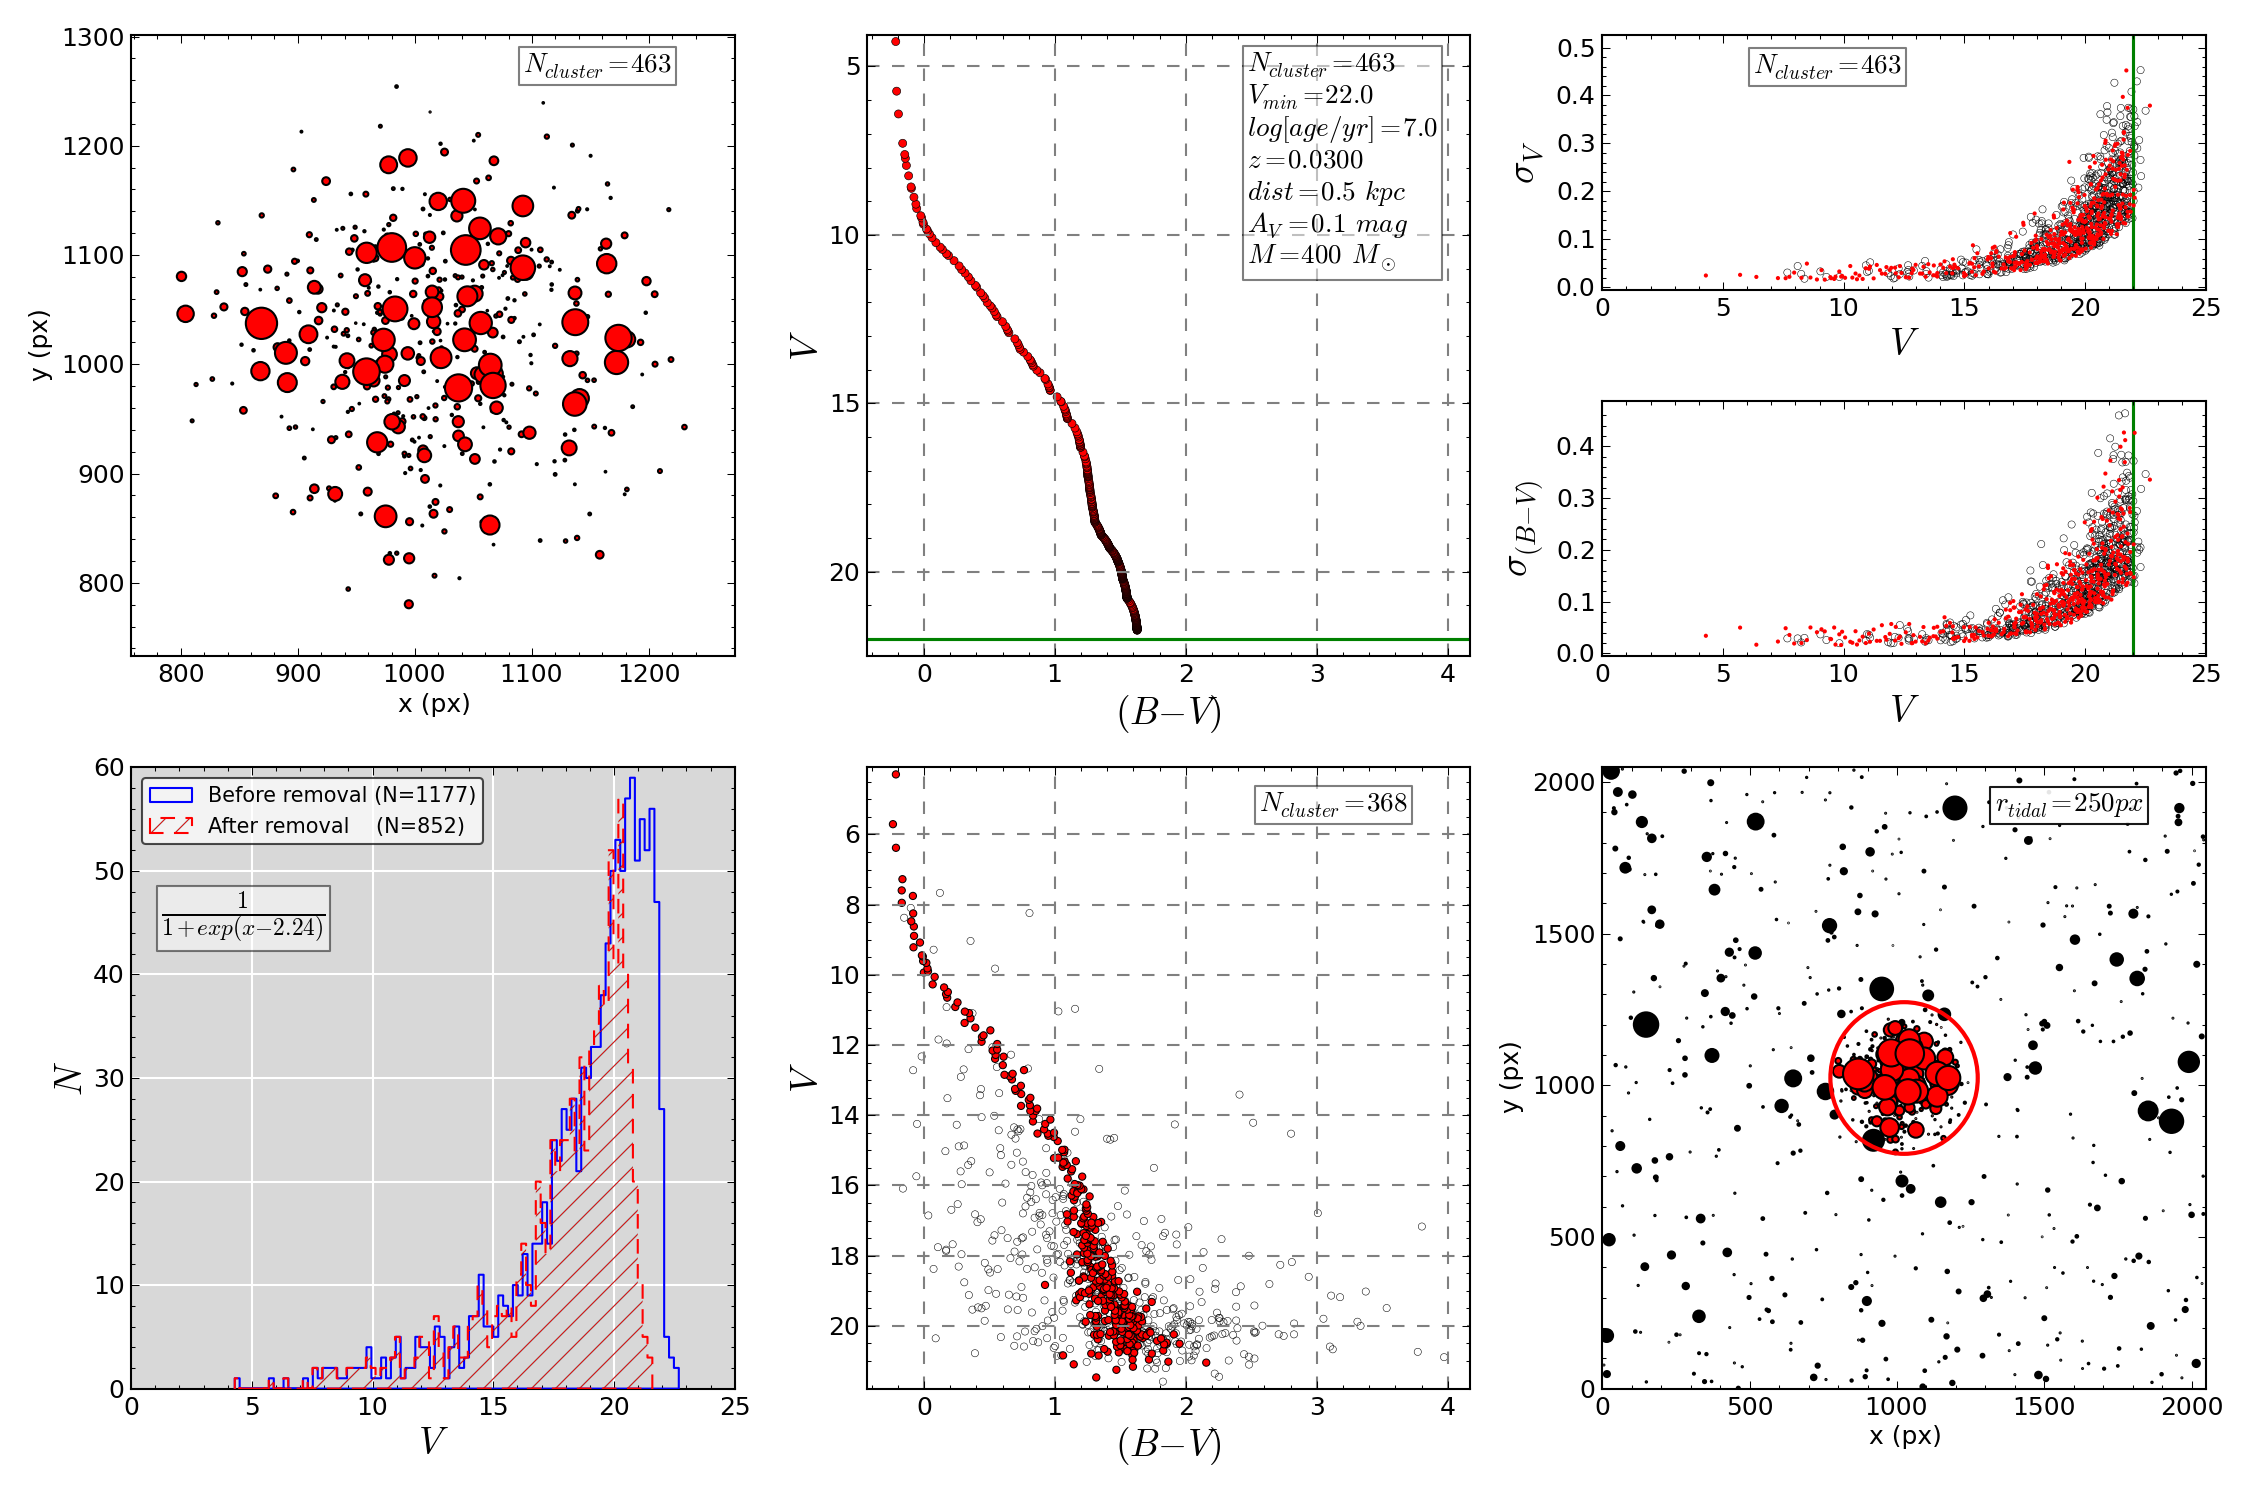 N_cluster=463
1300
1200
1100
1000
900
800
y (px)
800 900 1000 1100 1200
x (px)
N_cluster=463
V_min=22.0
log[age/yr]=7.0
z=0.0300
dist=0.5 kpc
A_V=0.1 mag
M=400 M_⊙
5
10
15
20
V
0 1 2 3 4
(B−V)
N_cluster=463
0.5
0.4
0.3
0.2
0.1
0.0
σ_V
0 5 10 15 20 25
V
0.4
0.3
0.2
0.1
0.0
σ_(B−V)
0 5 10 15 20 25
V
Before removal (N=1177)
After removal (N=852)
1
1+exp(x−2.24)
60
50
40
30
20
10
0
N
0 5 10 15 20 25
V
N_cluster=368
6
8
10
12
14
16
18
20
V
0 1 2 3 4
(B−V)
r_tidal=250px
2000
1500
1000
500
0
y (px)
0 500 1000 1500 2000
x (px)